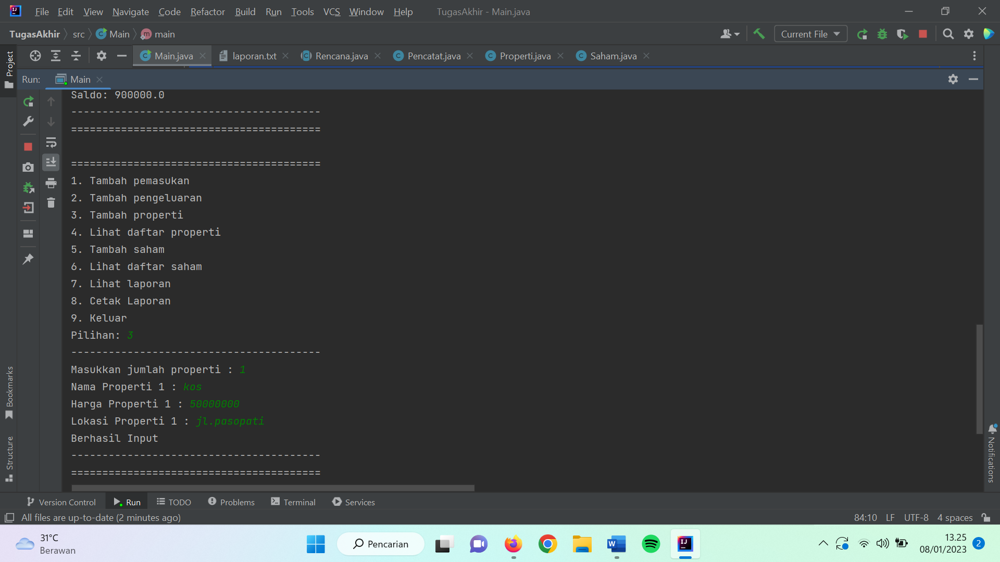 File Edit View Navigate Code Refactor Build Run Tools VCS Window Help TugasAkhir - Main.java
TugasAkhir src Main main Current File
Main.java laporan.txt Rencana.java Pencatat.java Properti.java Saham.java
Project
Run: Main
Saldo: 900000.0
----------------------------------------
========================================
========================================
1. Tambah pemasukan
2. Tambah pengeluaran
3. Tambah properti
4. Lihat daftar properti
5. Tambah saham
6. Lihat daftar saham
7. Lihat laporan
8. Cetak Laporan
9. Keluar
Pilihan: 3
----------------------------------------
Masukkan jumlah properti : 1
Nama Properti 1 : kos
Harga Properti 1 : 50000000
Lokasi Properti 1 : jl.pasopati
Berhasil Input
----------------------------------------
========================================
Bookmarks
Structure
Notifications
Version Control Run TODO Problems Terminal Services
All files are up-to-date (2 minutes ago) 84:10 LF UTF-8 4 spaces
31°C
Berawan
Pencarian
13.25
08/01/2023
2